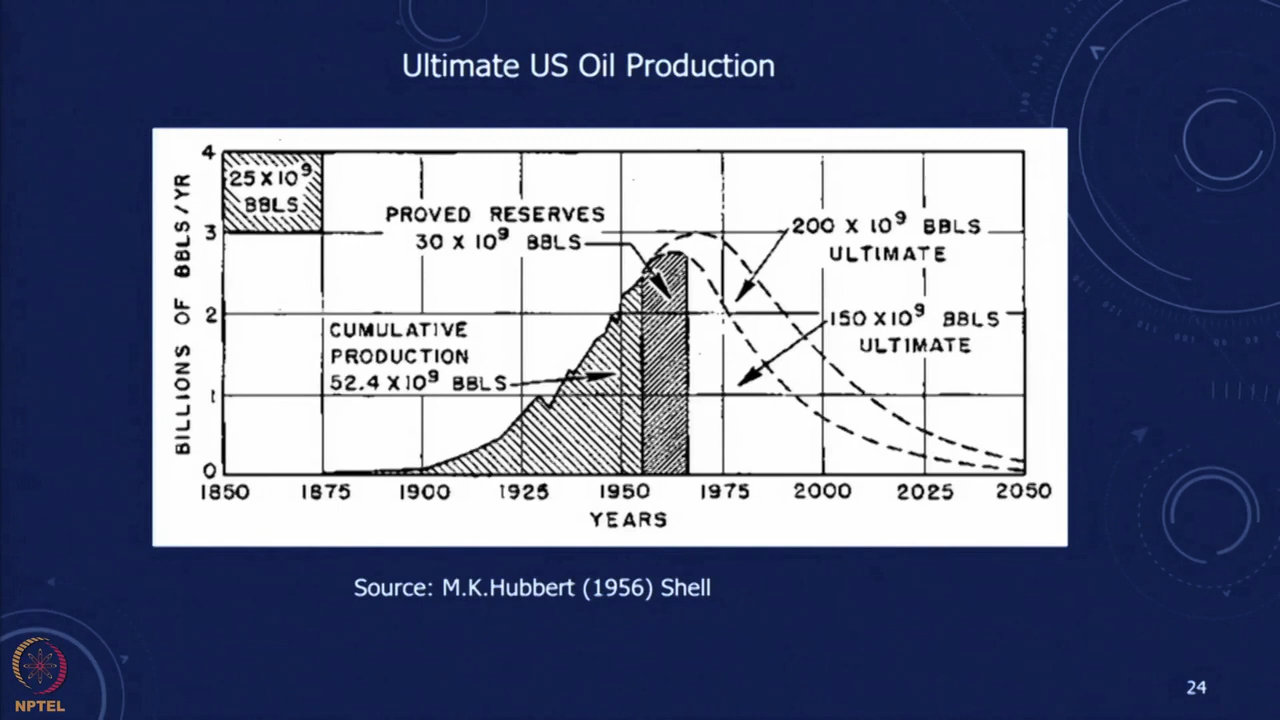 Ultimate US Oil Production
BILLIONS OF BBLS/YR
4
3
2
1
0
25 X 10⁹
BBLS
PROVED RESERVES
30 X 10⁹ BBLS
200 X 10⁹ BBLS
ULTIMATE
CUMULATIVE
PRODUCTION
52.4 X 10⁹ BBLS
150 X 10⁹ BBLS
ULTIMATE
1850 1875 1900 1925 1950 1975 2000 2025 2050
YEARS
Source: M.K.Hubbert (1956) Shell
NPTEL
24